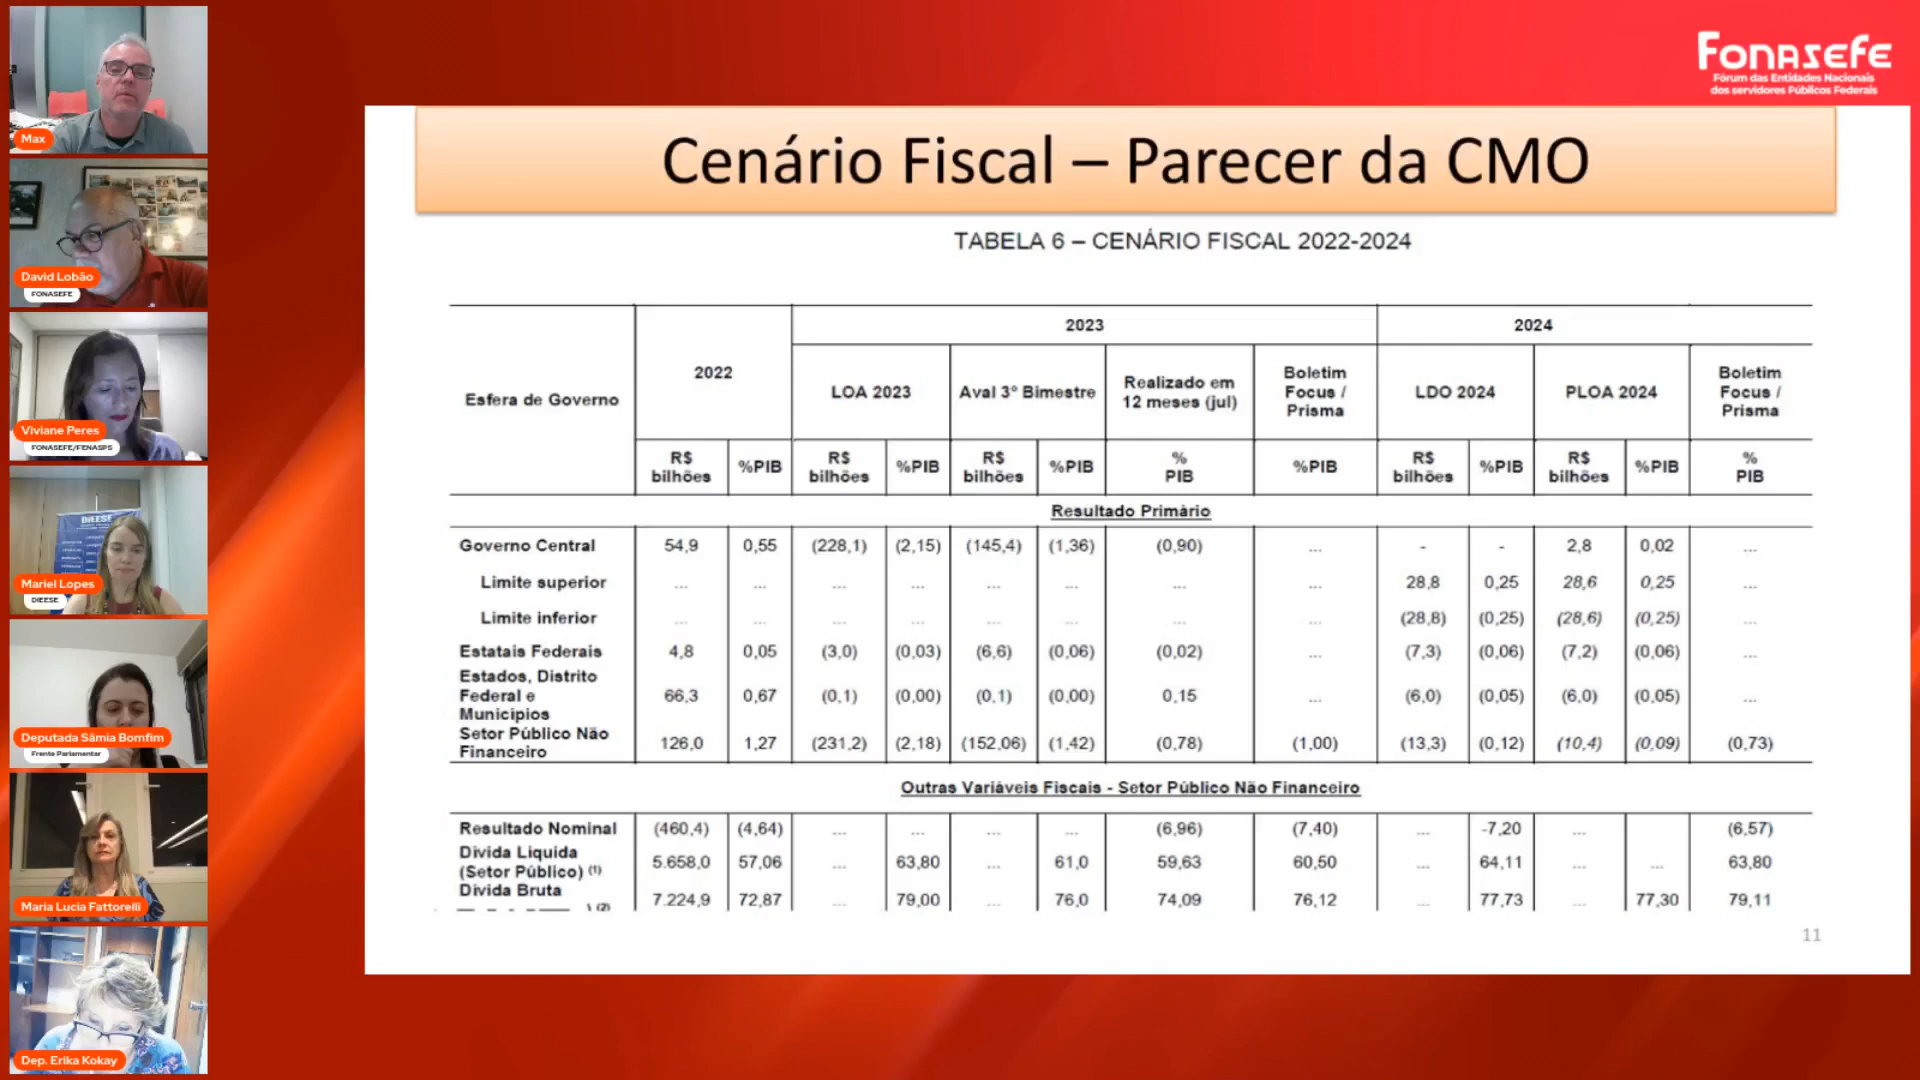 Max
David Lobão
FONASEFE
Viviane Peres
FONASEFE/FENASPS
DIEESE
Mariel Lopes
DIEESE
Deputada Sâmia Bomfim
Frente Parlamentar
Maria Lucia Fattorelli
Dep. Erika Kokay
Fonasefe
Fórum das Entidades Nacionais
dos servidores Públicos Federais
Cenário Fiscal – Parecer da CMO
TABELA 6 – CENÁRIO FISCAL 2022-2024
Esfera de Governo 2022 2023 2024
LOA 2023 Aval 3º Bimestre Realizado em 12 meses (jul) Boletim Focus / Prisma LDO 2024 PLOA 2024 Boletim Focus / Prisma
R$ bilhões %PIB R$ bilhões %PIB R$ bilhões %PIB % PIB %PIB R$ bilhões %PIB R$ bilhões %PIB % PIB
Resultado Primário
Governo Central 54,9 0,55 (228,1) (2,15) (145,4) (1,36) (0,90) ... - - 2,8 0,02 ...
Limite superior ... ... ... ... ... ... ... ... 28,8 0,25 28,6 0,25 ...
Limite inferior ... ... ... ... ... ... ... ... (28,8) (0,25) (28,6) (0,25) ...
Estatais Federais 4,8 0,05 (3,0) (0,03) (6,6) (0,06) (0,02) ... (7,3) (0,06) (7,2) (0,06) ...
Estados, Distrito
Federal e 66,3 0,67 (0,1) (0,00) (0,1) (0,00) 0,15 ... (6,0) (0,05) (6,0) (0,05) ...
Municípios
Setor Público Não
Financeiro 126,0 1,27 (231,2) (2,18) (152,06) (1,42) (0,78) (1,00) (13,3) (0,12) (10,4) (0,09) (0,73)
Outras Variáveis Fiscais - Setor Público Não Financeiro
Resultado Nominal (460,4) (4,64) ... ... ... ... (6,96) (7,40) ... -7,20 ... (6,57)
Dívida Líquida
(Setor Público) (1) 5.658,0 57,06 ... 63,80 ... 61,0 59,63 60,50 ... 64,11 ... ... 63,80
Dívida Bruta
) (2) 7.224,9 72,87 ... 79,00 ... 76,0 74,09 76,12 ... 77,73 ... 77,30 79,11
11